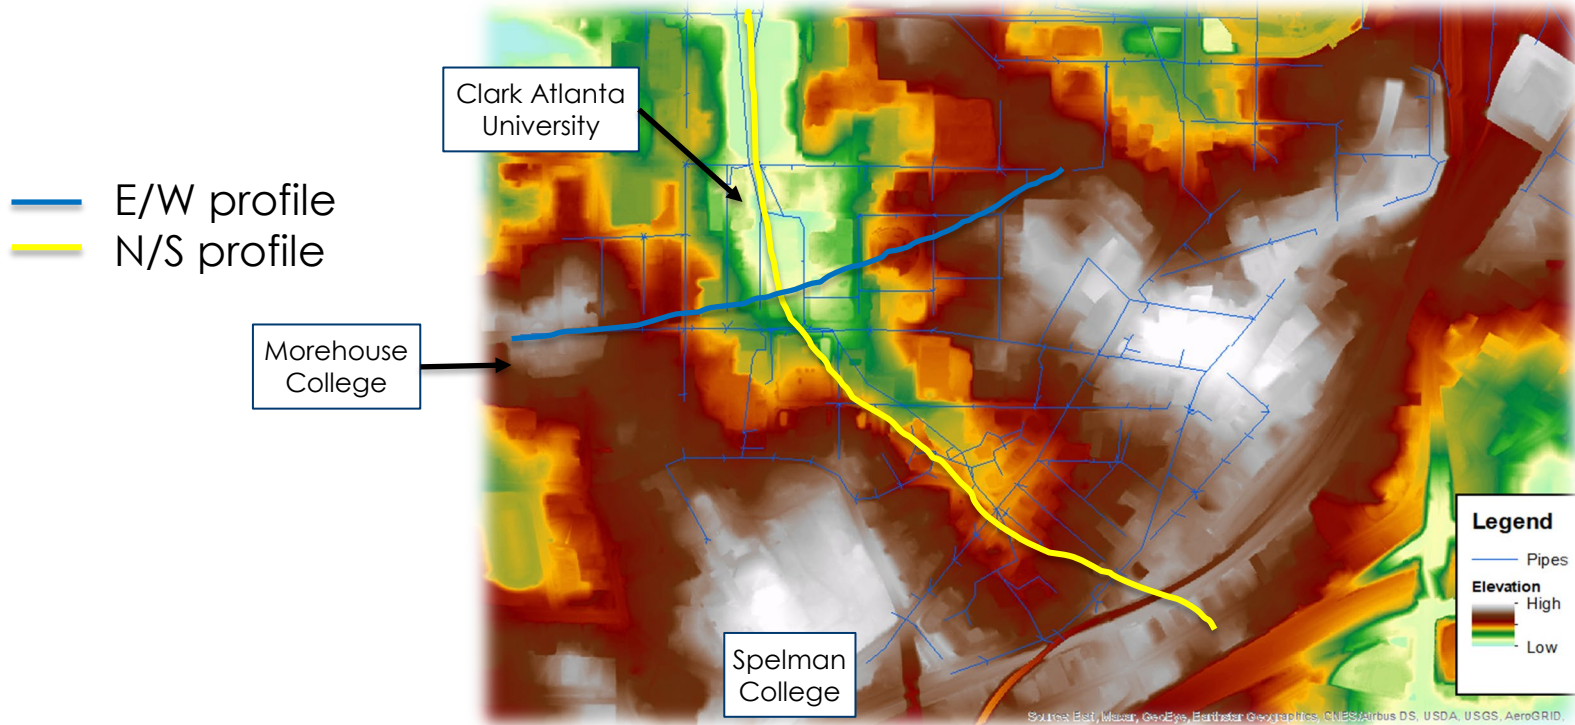 Clark Atlanta
University
E/W profile
N/S profile
Morehouse
College
Spelman
College
Legend
Pipes
Elevation
High
Low
Source: Esri, Maxar, GeoEye, Earthstar Geographics, CNES/Airbus DS, USDA, USGS, AeroGRID,